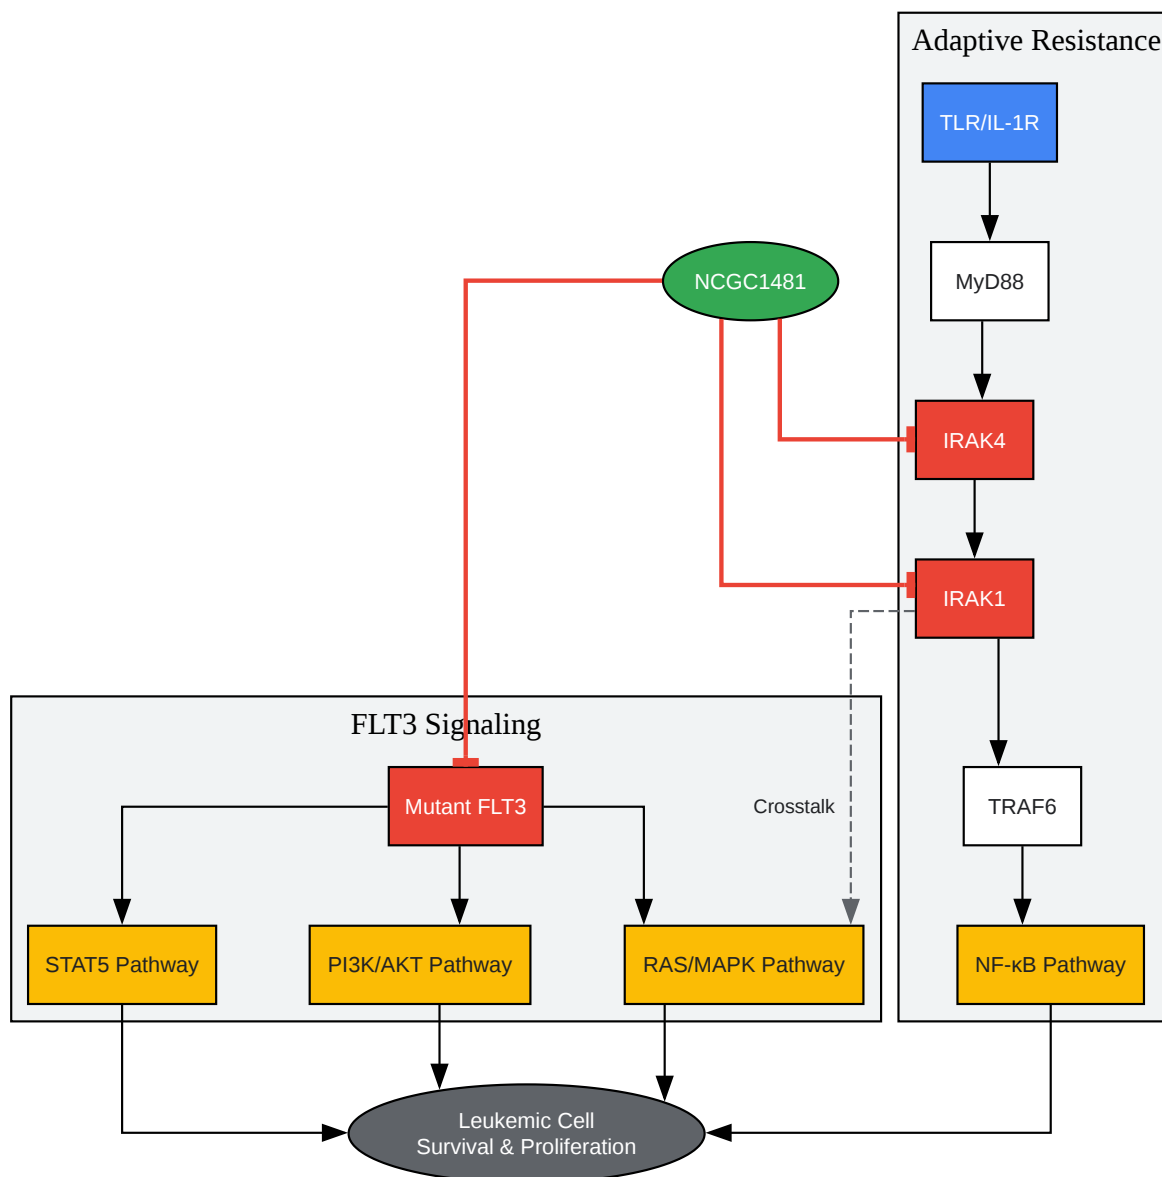 Adaptive Resistance
TLR/IL-1R
NCGC1481
MyD88
IRAK4
IRAK1
FLT3 Signaling
Mutant FLT3
Crosstalk
TRAF6
STAT5 Pathway
PI3K/AKT Pathway
RAS/MAPK Pathway
NF-κB Pathway
Leukemic Cell
Survival & Proliferation